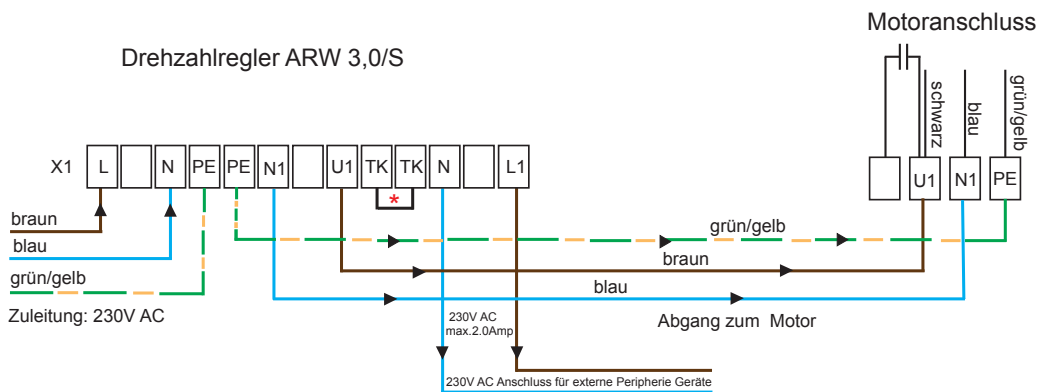 Motoranschluss
Drehzahlregler ARW 3,0/S
schwarz
blau
grün/gelb
X1 L N PE PE N1 U1 TK TK N L1
*
U1 N1 PE
braun
blau
grün/gelb
Zuleitung: 230V AC
grün/gelb
braun
blau
230V AC
max.2.0Amp
Abgang zum Motor
230V AC Anschluss für externe Peripherie Geräte